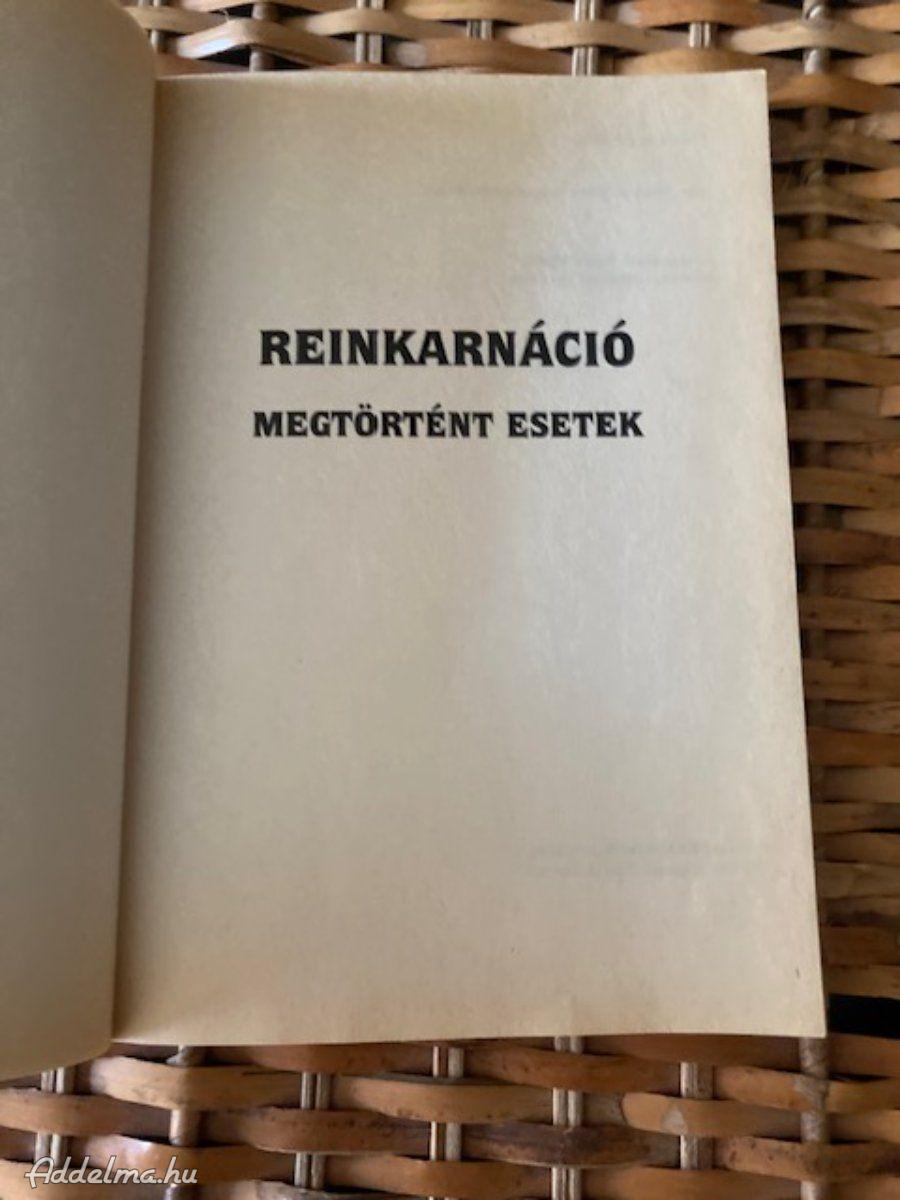 REINKARNÁCIÓ
MEGTÖRTÉNT ESETEK
Addelma.hu